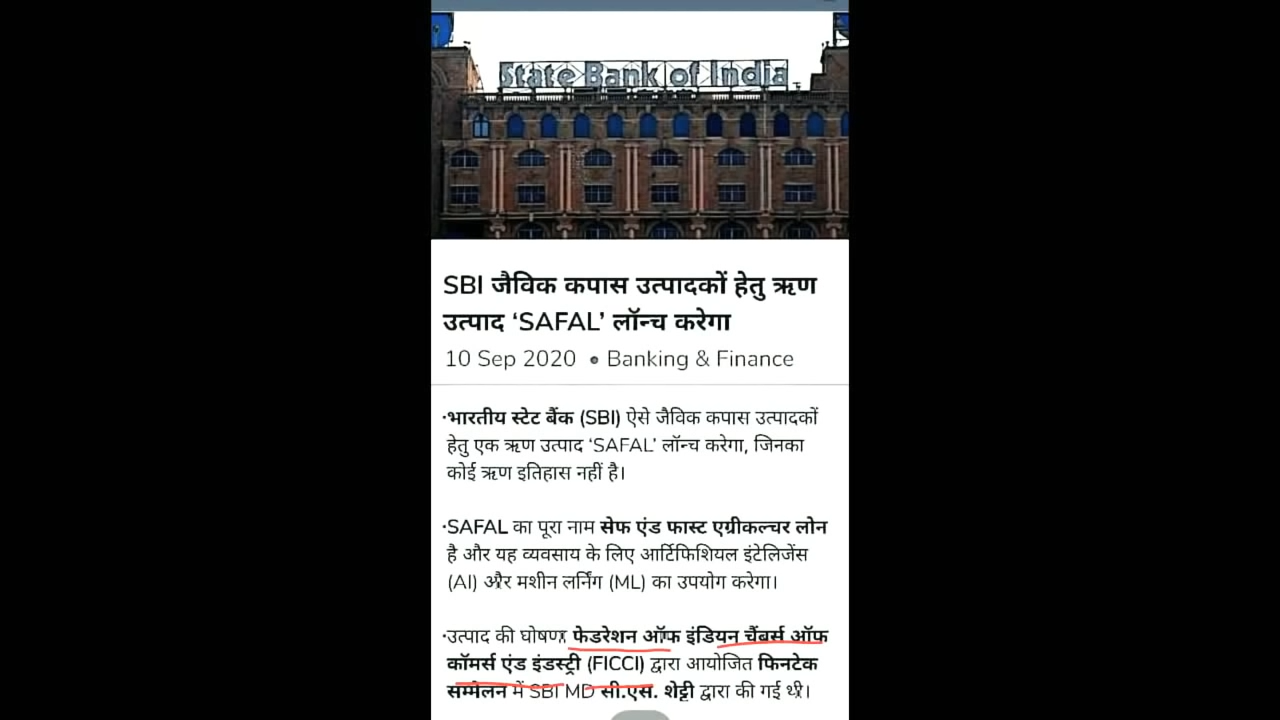 State Bank of India
SBI जैविक कपास उत्पादकों हेतु ऋण
उत्पाद ‘SAFAL’ लॉन्च करेगा
10 Sep 2020 • Banking & Finance
·भारतीय स्टेट बैंक (SBI) ऐसे जैविक कपास उत्पादकों
हेतु एक ऋण उत्पाद ‘SAFAL’ लॉन्च करेगा, जिनका
कोई ऋण इतिहास नहीं है।
·SAFAL का पूरा नाम सेफ एंड फास्ट एग्रीकल्चर लोन
है और यह व्यवसाय के लिए आर्टिफिशियल इंटेलिजेंस
(AI) और मशीन लर्निंग (ML) का उपयोग करेगा।
·उत्पाद की घोषणा फेडरेशन ऑफ इंडियन चैंबर्स ऑफ
कॉमर्स एंड इंडस्ट्री (FICCI) द्वारा आयोजित फिनटेक
सम्मेलन में SBI MD सी.एस. शेट्टी द्वारा की गई थी।